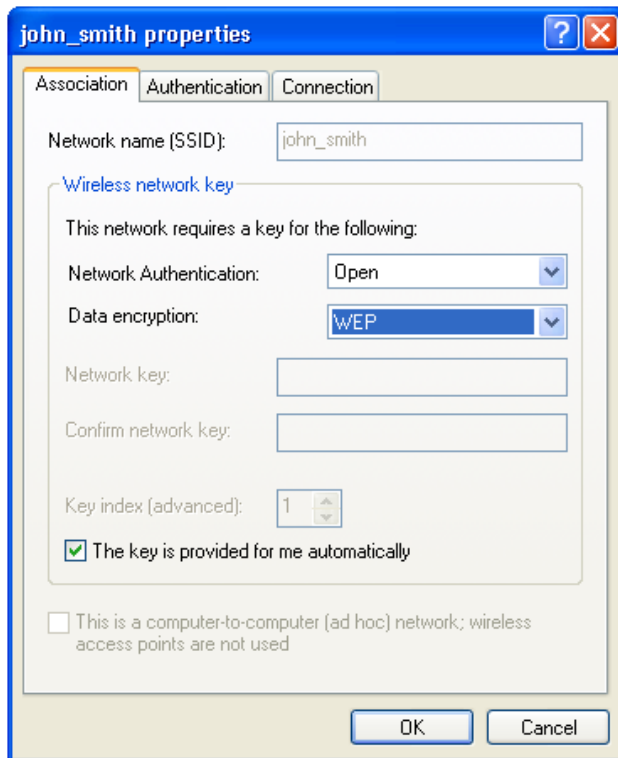 john_smith properties
?
Association Authentication Connection
Network name (SSID): john_smith
Wireless network key
This network requires a key for the following:
Network Authentication: Open
Data encryption: WEP
Network key:
Confirm network key:
Key index (advanced): 1
The key is provided for me automatically
This is a computer-to-computer (ad hoc) network; wireless
access points are not used
OK Cancel